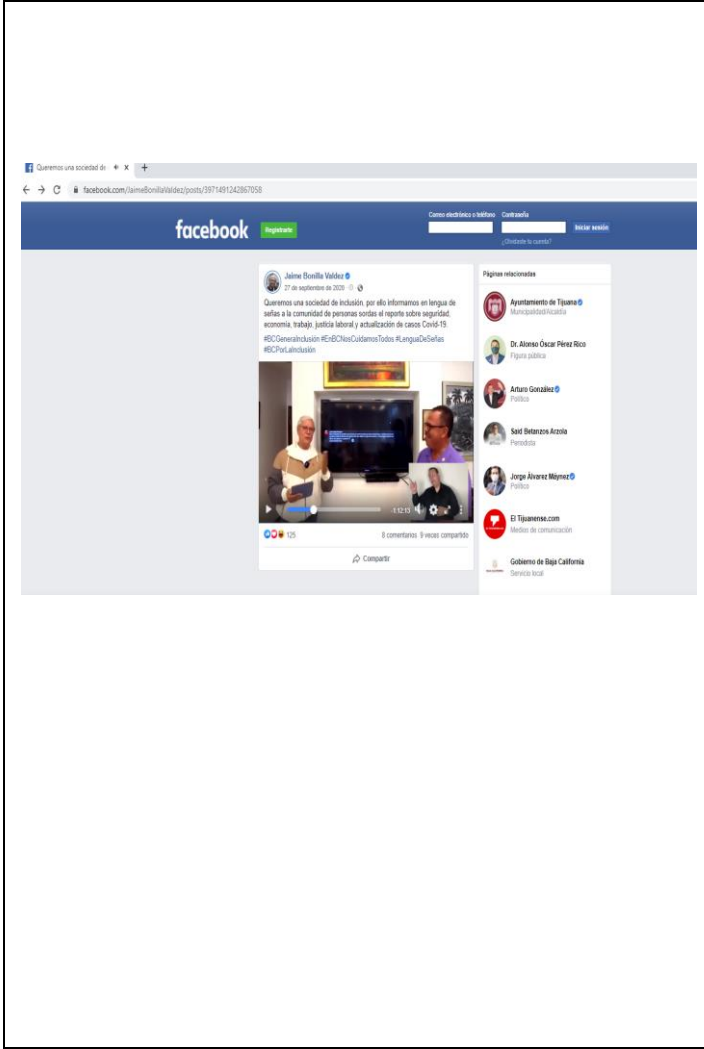 Queremos una sociedad de
facebook.com/JaimeBonillaValdez/posts/3971491242867058
facebook
Registrarte
Correo electrónico o teléfono
Contraseña
Iniciar sesión
¿Olvidaste tu cuenta?
Jaime Bonilla Valdez
27 de septiembre de 2020
Queremos una sociedad de inclusión, por ello informamos en lengua de
señas a la comunidad de personas sordas el reporte sobre seguridad,
economía, trabajo, justicia laboral y actualización de casos Covid-19.
#BCGeneraInclusión #EnBCNosCuidamosTodos #LenguaDeSeñas
#BCPorLaInclusión
-1:12:13
125
8 comentarios 9 veces compartido
Compartir
Páginas relacionadas
Ayuntamiento de Tijuana
Municipalidad/Alcaldía
Dr. Alonso Óscar Pérez Rico
Figura pública
Arturo González
Político
Said Betanzos Arzola
Periodista
Jorge Álvarez Máynez
Político
El Tijuanense.com
Medios de comunicación
Gobierno de Baja California
Servicio local